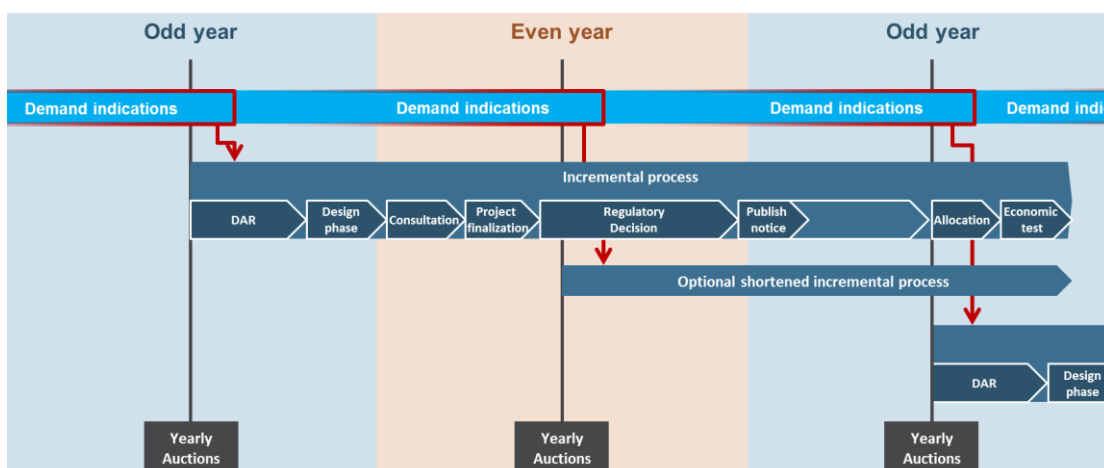 Odd year
Even year
Odd year
Demand indications
Demand indications
Demand indications
Demand indi
Incremental process
DAR
Design
phase
Consultation
Project
finalization
Regulatory
Decision
Publish
notice
Allocation
Economic
test
Optional shortened incremental process
DAR
Design
phase
Yearly
Auctions
Yearly
Auctions
Yearly
Auctions